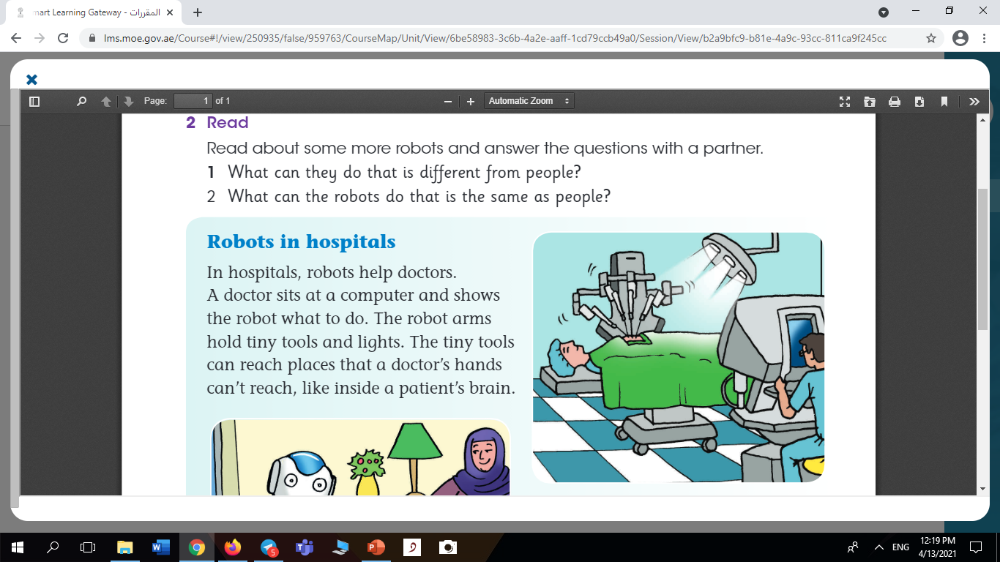 mart Learning Gateway - المقررات
lms.moe.gov.ae/Course#!/view/250935/false/959763/CourseMap/Unit/View/6be58983-3c6b-4a2e-aaff-1cd79ccb49a0/Session/View/b2a9bfc9-b81e-4a9c-93cc-811ca9f245cc
Page: 1 of 1 Automatic Zoom
2 Read
Read about some more robots and answer the questions with a partner.
1 What can they do that is different from people?
2 What can the robots do that is the same as people?
Robots in hospitals
In hospitals, robots help doctors.
A doctor sits at a computer and shows
the robot what to do. The robot arms
hold tiny tools and lights. The tiny tools
can reach places that a doctor's hands
can't reach, like inside a patient's brain.
5
ENG
12:19 PM
4/13/2021